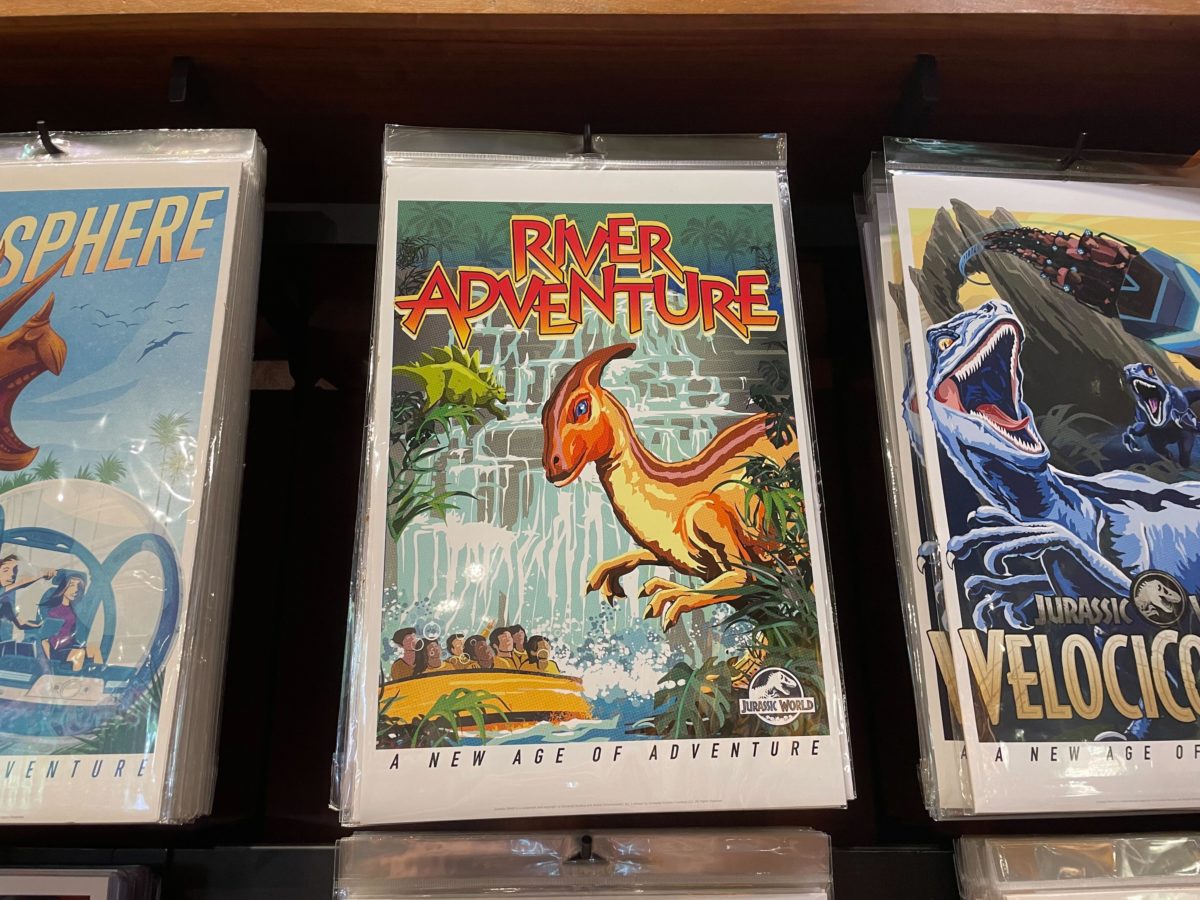 SPHERE
VENTURE
RIVER
ADVENTURE
JURASSIC WORLD
A NEW AGE OF ADVENTURE
JURASSIC
VELOCICO
A NEW AGE OF